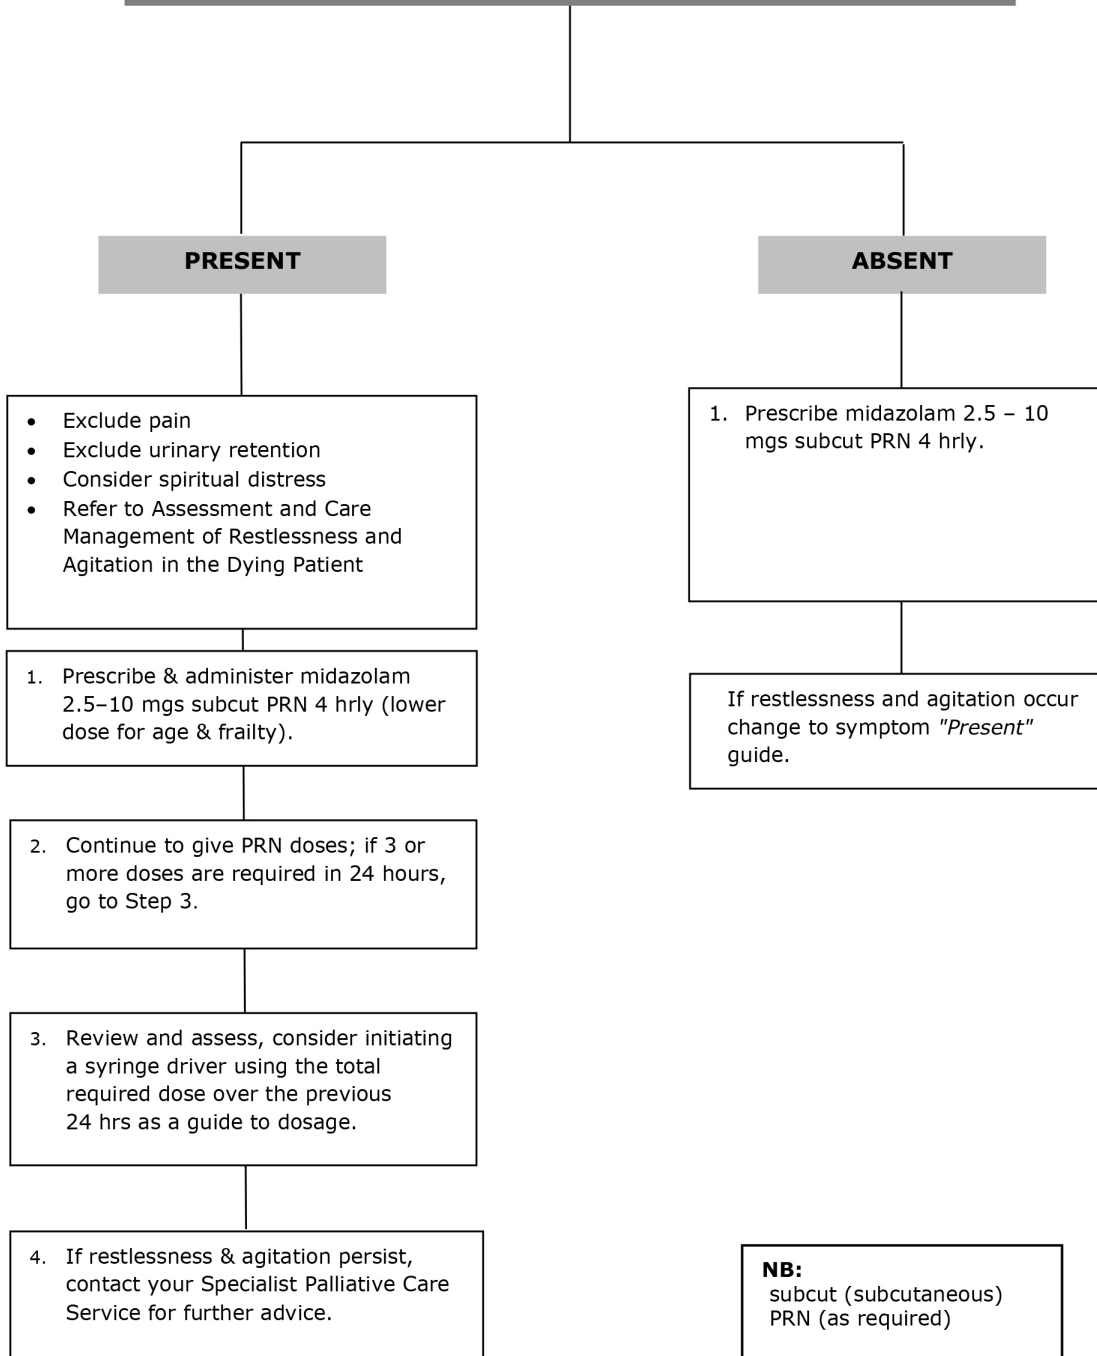 PRESENT
• Exclude pain
• Exclude urinary retention
• Consider spiritual distress
• Refer to Assessment and Care
Management of Restlessness and
Agitation in the Dying Patient
1. Prescribe & administer midazolam
2.5–10 mgs subcut PRN 4 hrly (lower
dose for age & frailty).
2. Continue to give PRN doses; if 3 or
more doses are required in 24 hours,
go to Step 3.
3. Review and assess, consider initiating
a syringe driver using the total
required dose over the previous
24 hrs as a guide to dosage.
4. If restlessness & agitation persist,
contact your Specialist Palliative Care
Service for further advice.
ABSENT
1. Prescribe midazolam 2.5 – 10
mgs subcut PRN 4 hrly.
If restlessness and agitation occur
change to symptom "Present"
guide.
NB:
subcut (subcutaneous)
PRN (as required)